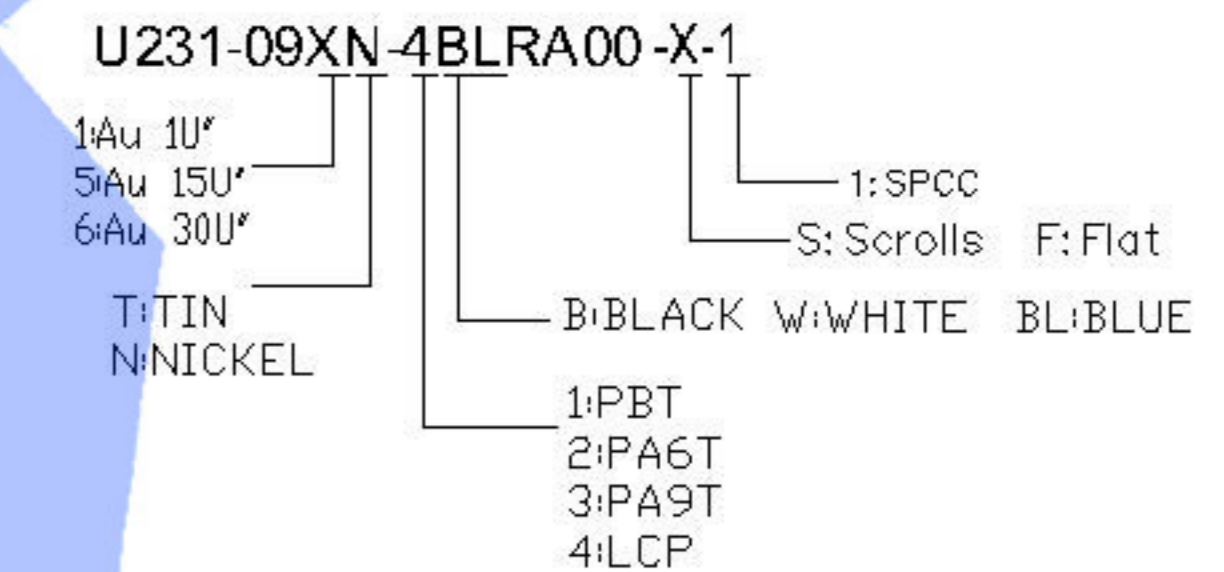 U231-09XN-4BLRA00-X-1
1:Au 1U"
5:Au 15U"
6:Au 30U"
1:SPCC
S:Scrolls F:Flat
T:TIN
N:NICKEL
B:BLACK W:WHITE BL:BLUE
1:PBT
2:PA6T
3:PA9T
4:LCP